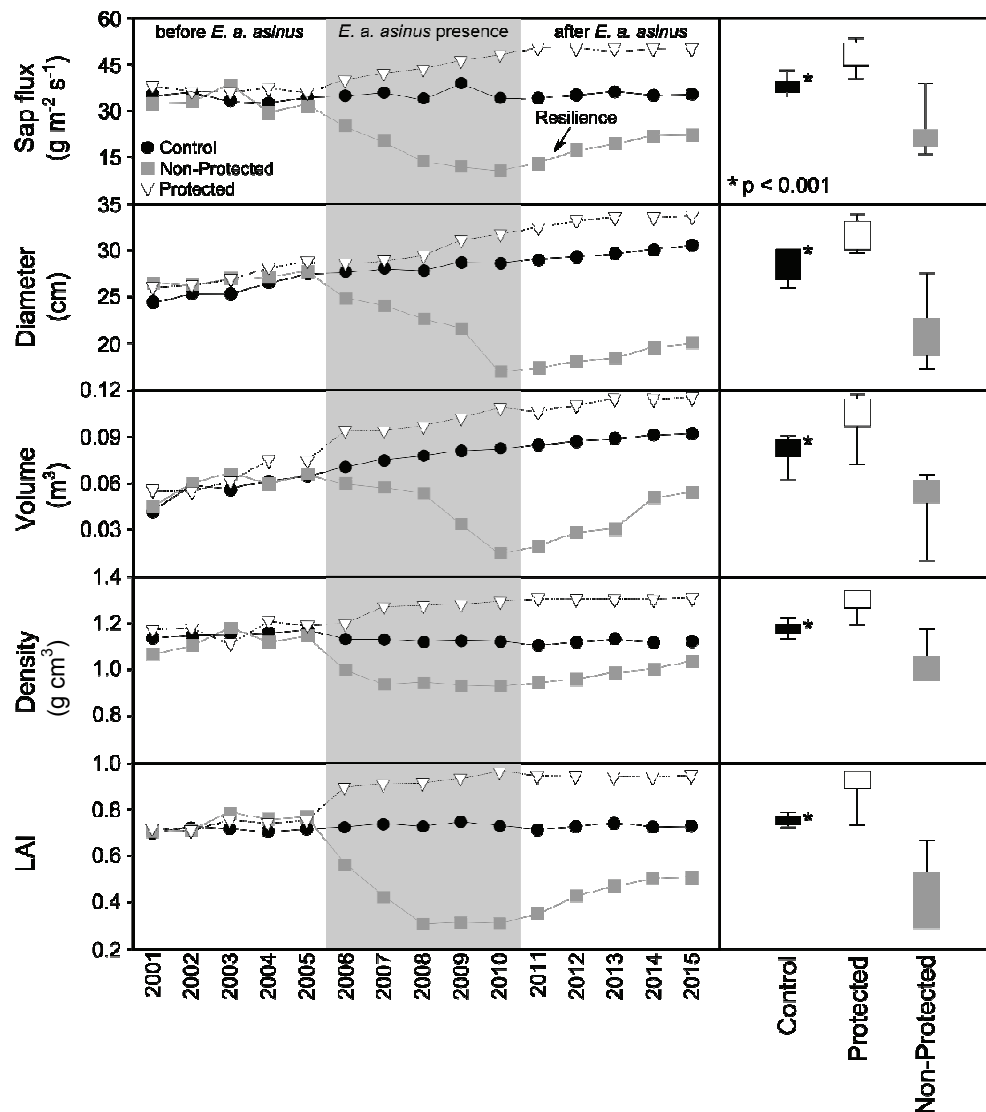 before E. a. asinus
E. a. asinus presence
after E. a. asinus
Sap flux
(g m⁻² s⁻¹)
60
45
30
15
Resilience
Control
Non-Protected
Protected
*
* p < 0.001
Diameter
(cm)
35
30
25
20
*
Volume
(m³)
0.12
0.09
0.06
0.03
*
Density
(g cm³)
1.4
1.2
1.0
0.8
*
LAI
1.0
1.0
0.8
0.6
0.4
0.2
*
2001
2002
2003
2004
2005
2006
2007
2008
2009
2010
2011
2012
2013
2014
2015
Control
Protected
Non-Protected